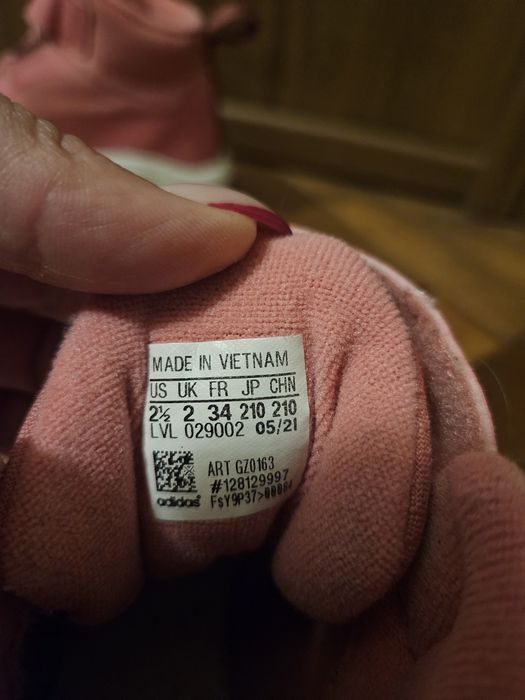 MADE IN VIETNAM
US UK FR JP CHN
2½ 2 34 210 210
LVL 029002 05/21
ART GZ0163
#128129997
adidas